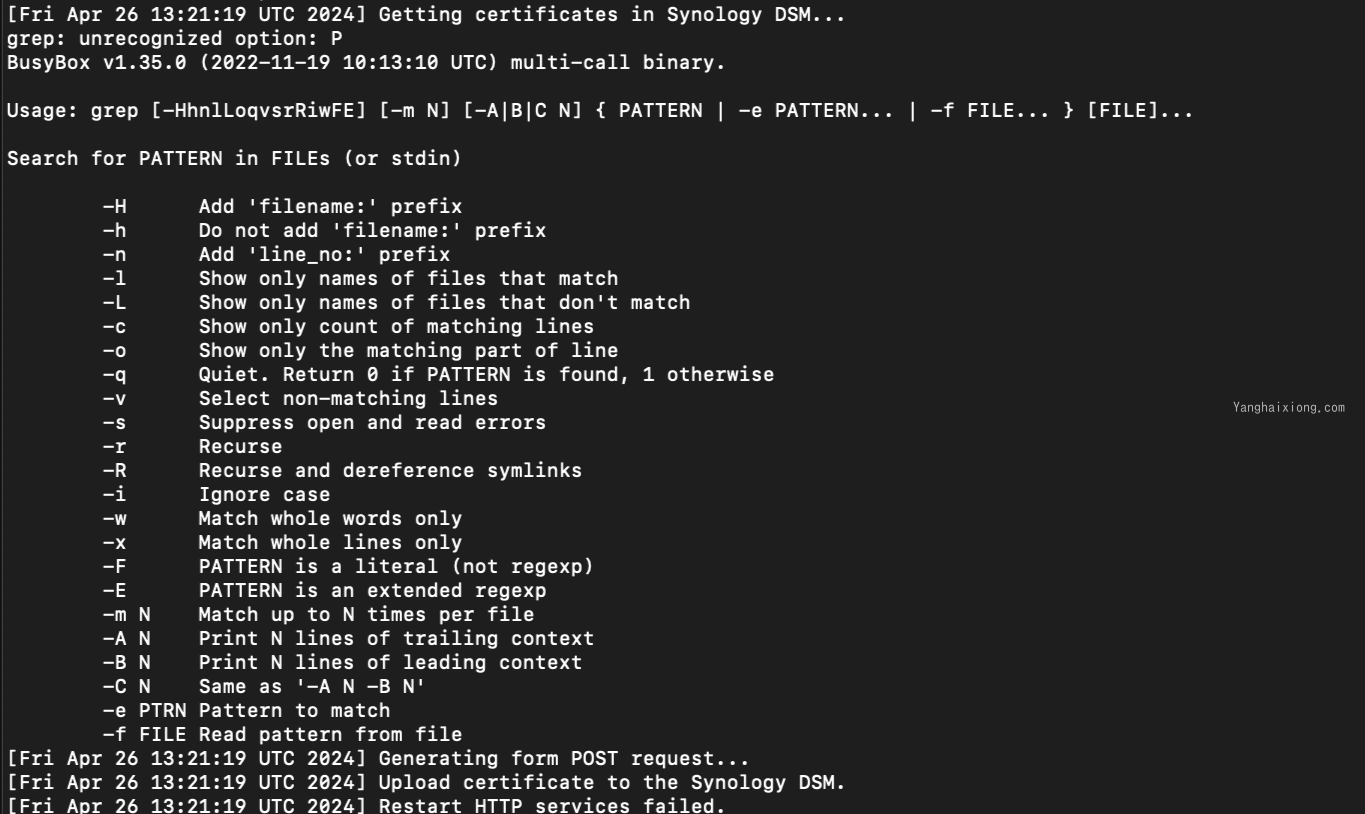 [Fri Apr 26 13:21:19 UTC 2024] Getting certificates in Synology DSM...
grep: unrecognized option: P
BusyBox v1.35.0 (2022-11-19 10:13:10 UTC) multi-call binary.
Usage: grep [-HhnlLoqvsrRiwFE] [-m N] [-A|B|C N] { PATTERN | -e PATTERN... | -f FILE... } [FILE]...
Search for PATTERN in FILEs (or stdin)
-H Add 'filename:' prefix
-h Do not add 'filename:' prefix
-n Add 'line_no:' prefix
-l Show only names of files that match
-L Show only names of files that don't match
-c Show only count of matching lines
-o Show only the matching part of line
-q Quiet. Return 0 if PATTERN is found, 1 otherwise
-v Select non-matching lines
Yanghaixiong.com
-s Suppress open and read errors
-r Recurse
-R Recurse and dereference symlinks
-i Ignore case
-w Match whole words only
-x Match whole lines only
-F PATTERN is a literal (not regexp)
-E PATTERN is an extended regexp
-m N Match up to N times per file
-A N Print N lines of trailing context
-B N Print N lines of leading context
-C N Same as '-A N -B N'
-e PTRN Pattern to match
-f FILE Read pattern from file
[Fri Apr 26 13:21:19 UTC 2024] Generating form POST request...
[Fri Apr 26 13:21:19 UTC 2024] Upload certificate to the Synology DSM.
[Fri Apr 26 13:21:19 UTC 2024] Restart HTTP services failed.